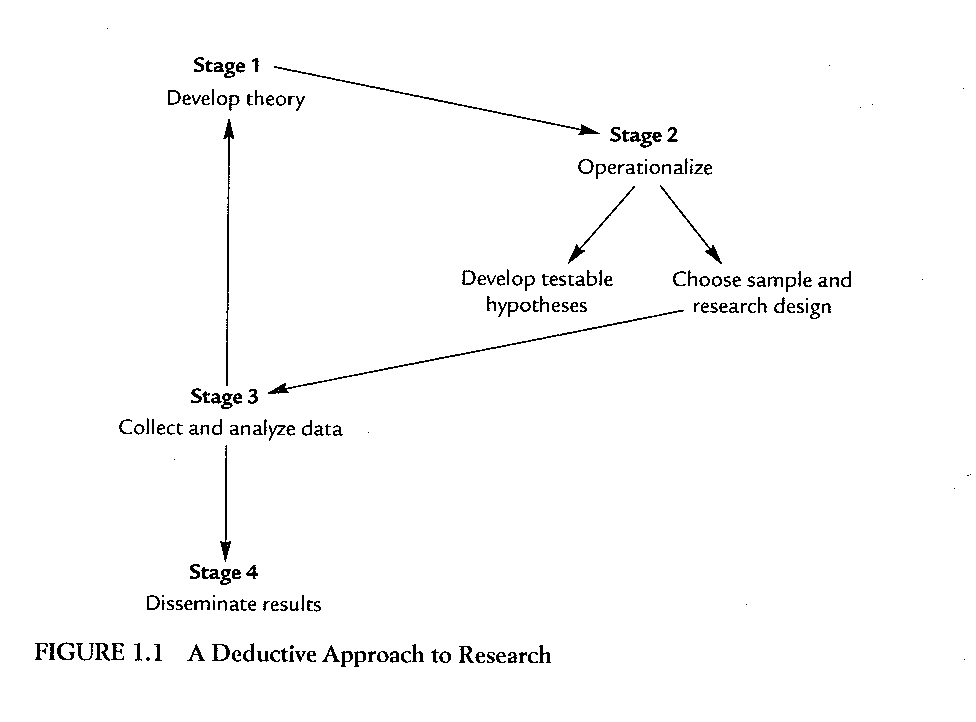 Stage 1
Develop theory
Stage 2
Operationalize
Develop testable
hypotheses
Choose sample and
research design
Stage 3
Collect and analyze data
Stage 4
Disseminate results
FIGURE 1.1 A Deductive Approach to Research